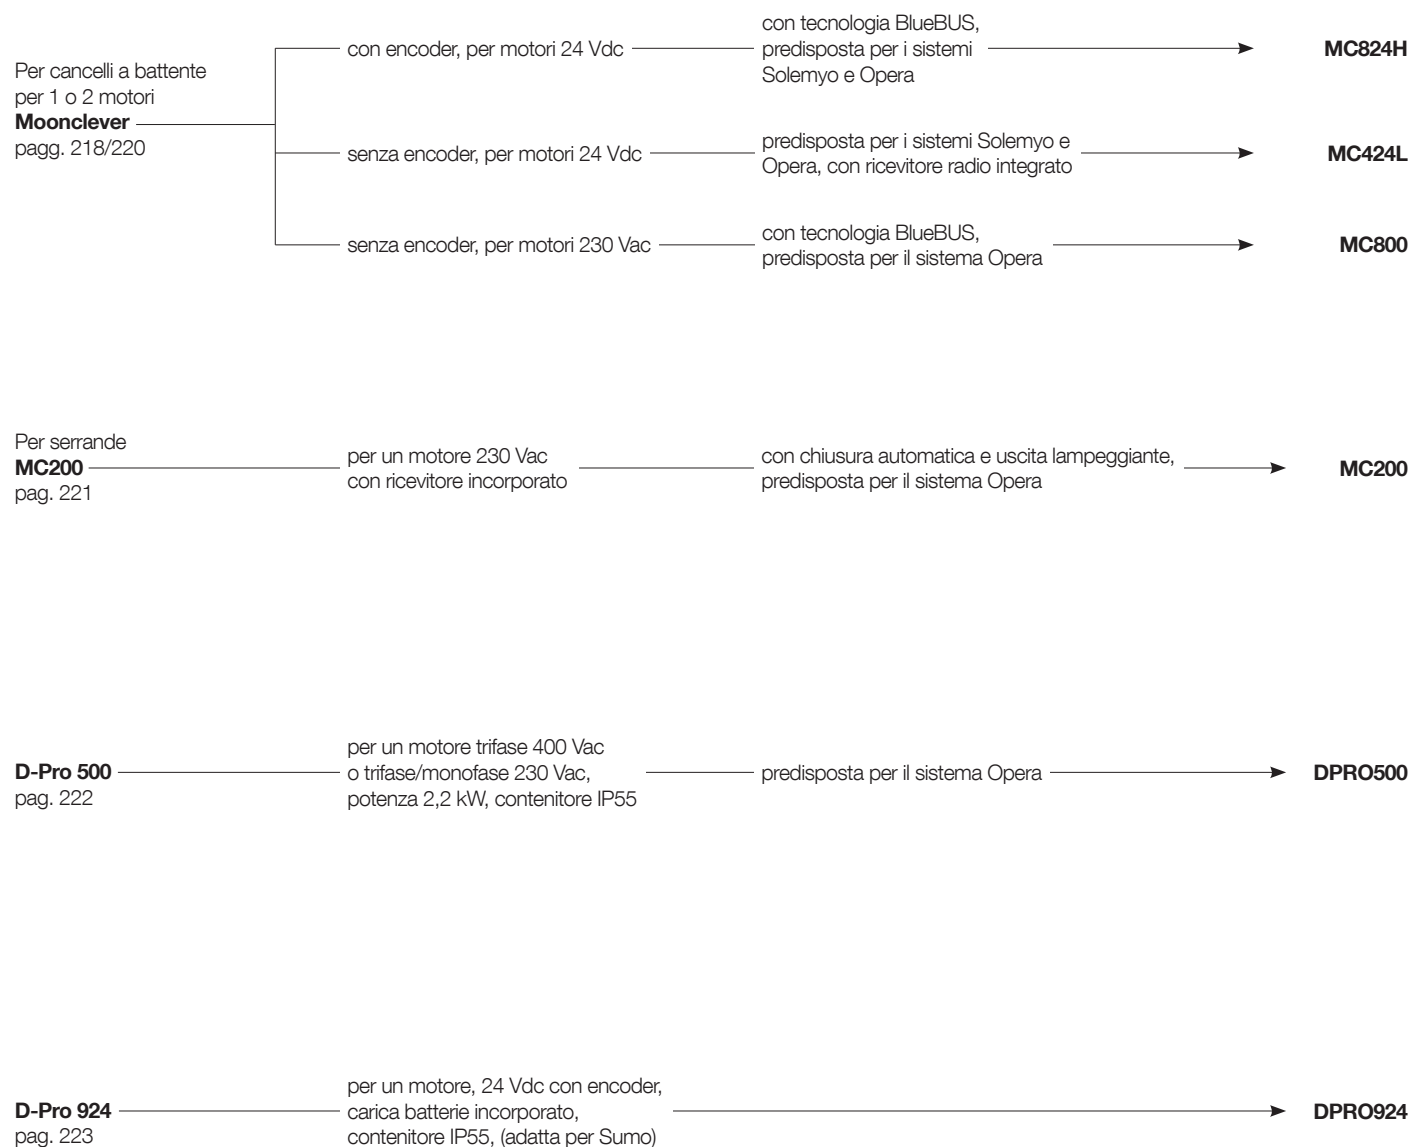 Per cancelli a battente
per 1 o 2 motori
Moonclever
pagg. 218/220
con encoder, per motori 24 Vdc
con tecnologia BlueBUS,
predisposta per i sistemi
Solemyo e Opera
MC824H
senza encoder, per motori 24 Vdc
predisposta per i sistemi Solemyo e
Opera, con ricevitore radio integrato
MC424L
senza encoder, per motori 230 Vac
con tecnologia BlueBUS,
predisposta per il sistema Opera
MC800
Per serrande
MC200
pag. 221
per un motore 230 Vac
con ricevitore incorporato
con chiusura automatica e uscita lampeggiante,
predisposta per il sistema Opera
MC200
D-Pro 500
pag. 222
per un motore trifase 400 Vac
o trifase/monofase 230 Vac,
potenza 2,2 kW, contenitore IP55
predisposta per il sistema Opera
DPRO500
D-Pro 924
pag. 223
per un motore, 24 Vdc con encoder,
carica batterie incorporato,
contenitore IP55, (adatta per Sumo)
DPRO924